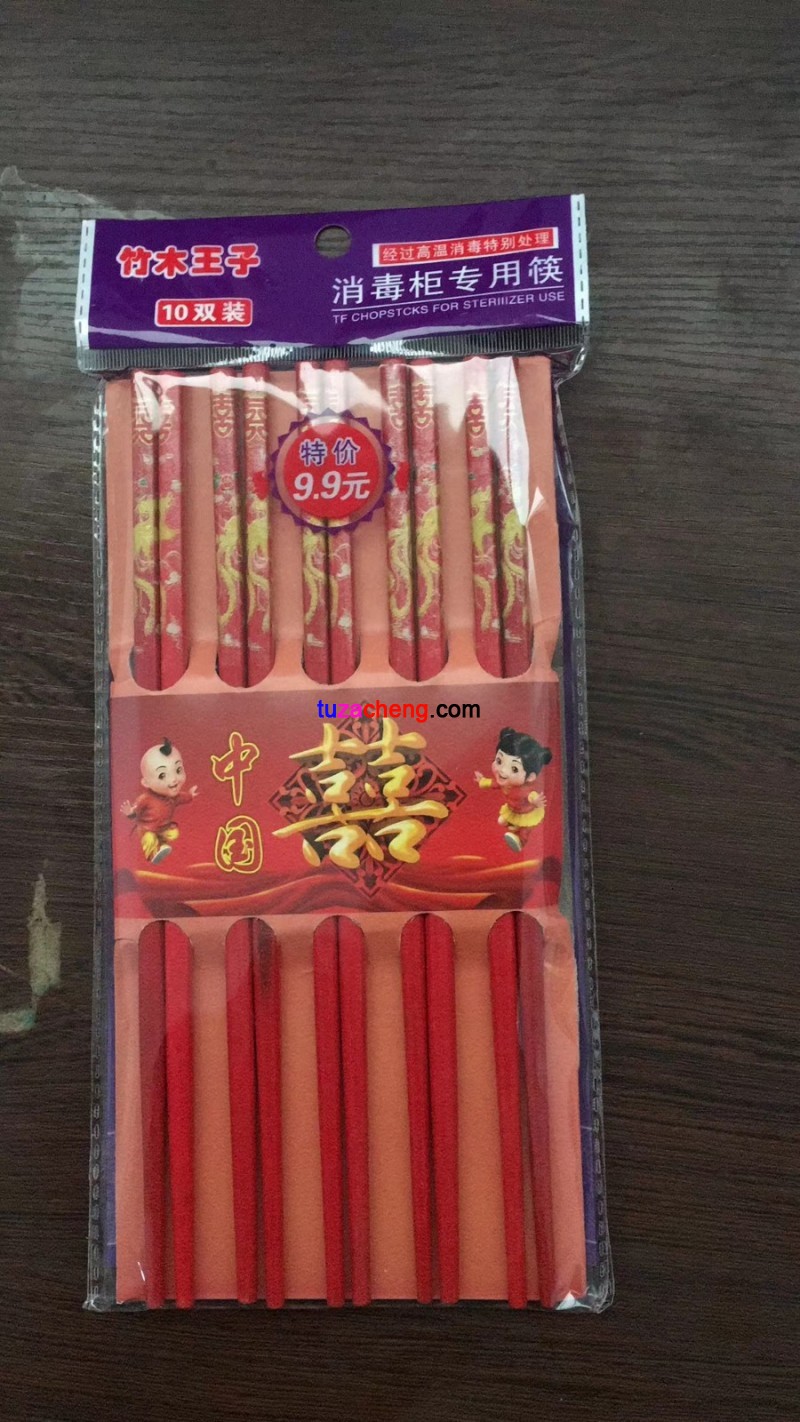 竹木王子
10双装
经过高温消毒特别处理
消毒柜专用筷
TF CHOPSTCKS FOR STERIIIZER USE
特价
9.9元
tuzacheng.com
中国
囍